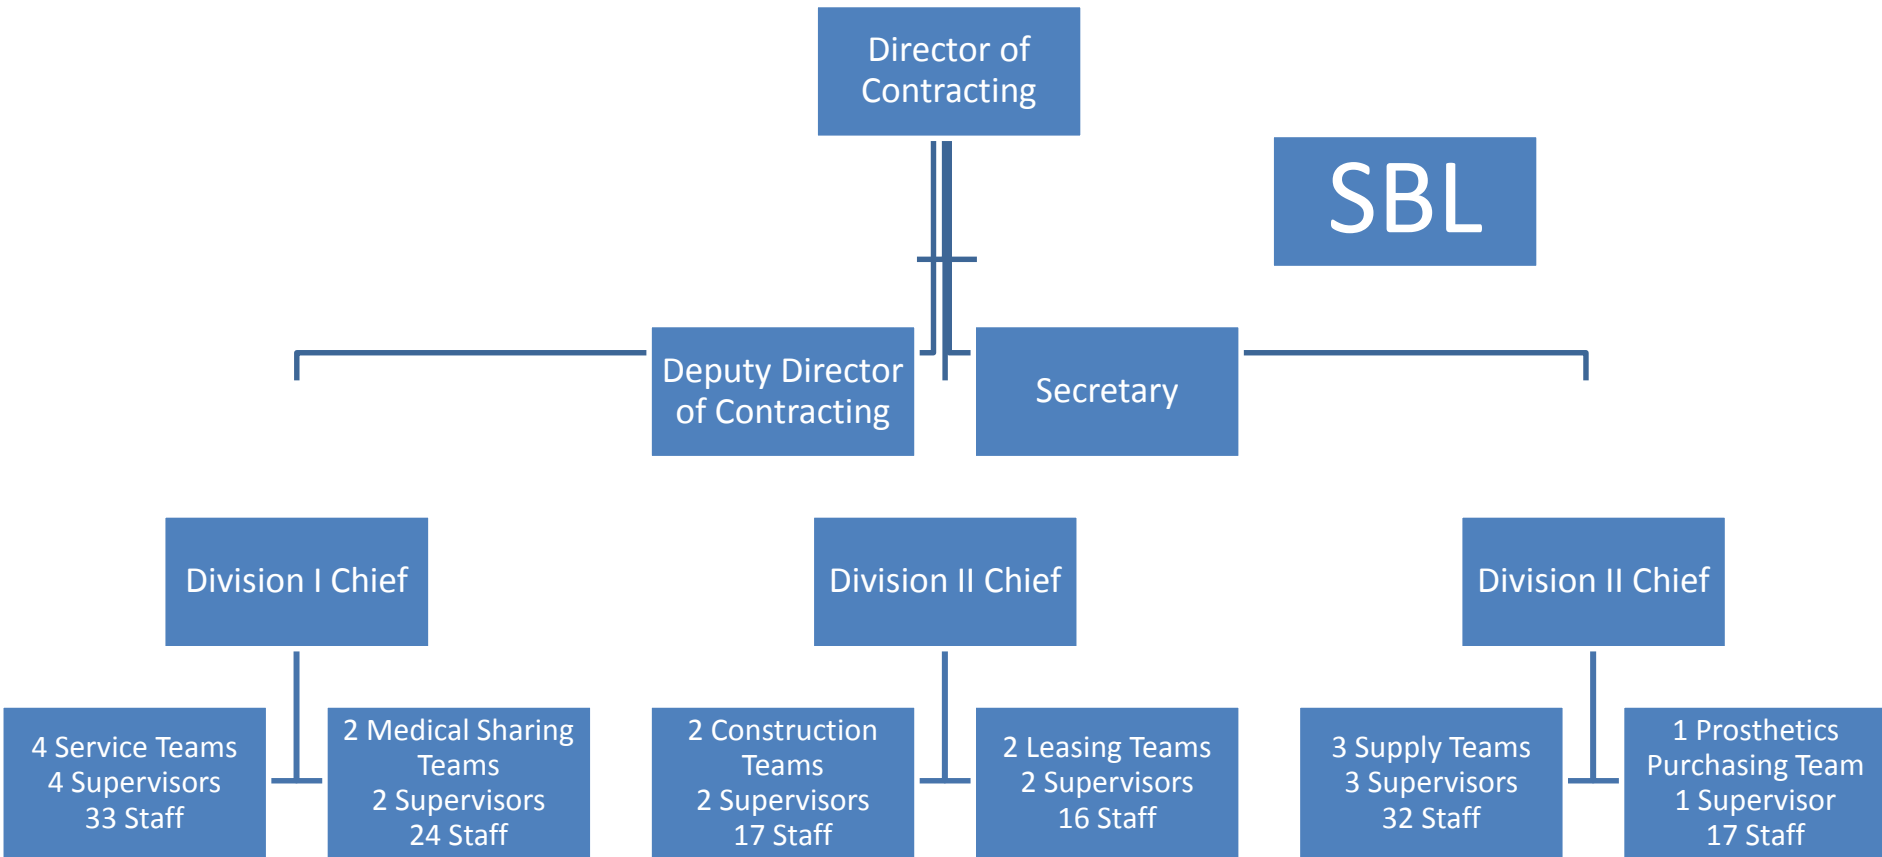 Director of
Contracting
SBL
Deputy Director
of Contracting
Secretary
Division I Chief
Division II Chief
Division II Chief
4 Service Teams
4 Supervisors
33 Staff
2 Medical Sharing
Teams
2 Supervisors
24 Staff
2 Construction
Teams
2 Supervisors
17 Staff
2 Leasing Teams
2 Supervisors
16 Staff
3 Supply Teams
3 Supervisors
32 Staff
1 Prosthetics
Purchasing Team
1 Supervisor
17 Staff